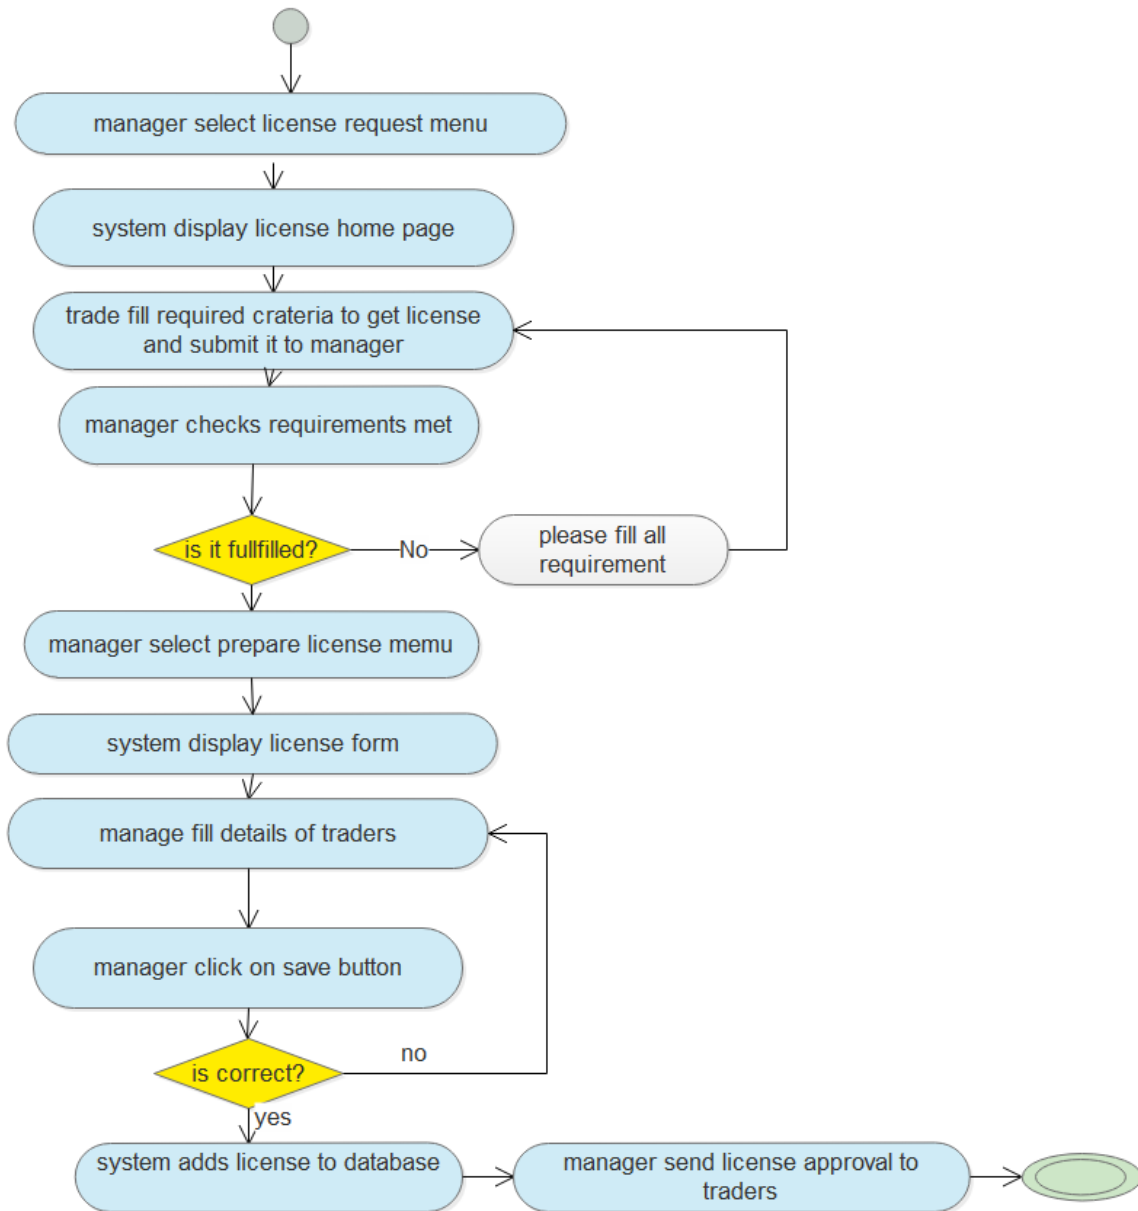 manager select license request menu
system display license home page
trade fill required crateria to get license
and submit it to manager
manager checks requirements met
is it fullfilled?
No
please fill all
requirement
manager select prepare license memu
system display license form
manage fill details of traders
manager click on save button
no
is correct?
yes
system adds license to database
manager send license approval to
traders